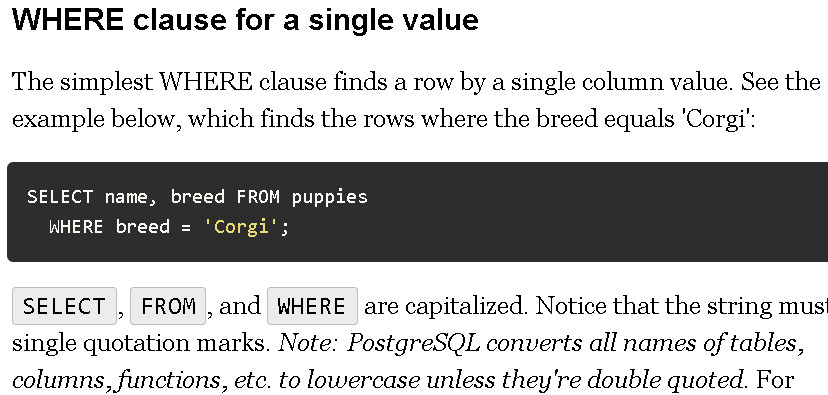 WHERE clause for a single value
The simplest WHERE clause finds a row by a single column value. See the
example below, which finds the rows where the breed equals 'Corgi':
SELECT name, breed FROM puppies
WHERE breed = 'Corgi';
SELECT, FROM, and WHERE are capitalized. Notice that the string must
single quotation marks. Note: PostgreSQL converts all names of tables,
columns, functions, etc. to lowercase unless they're double quoted. For